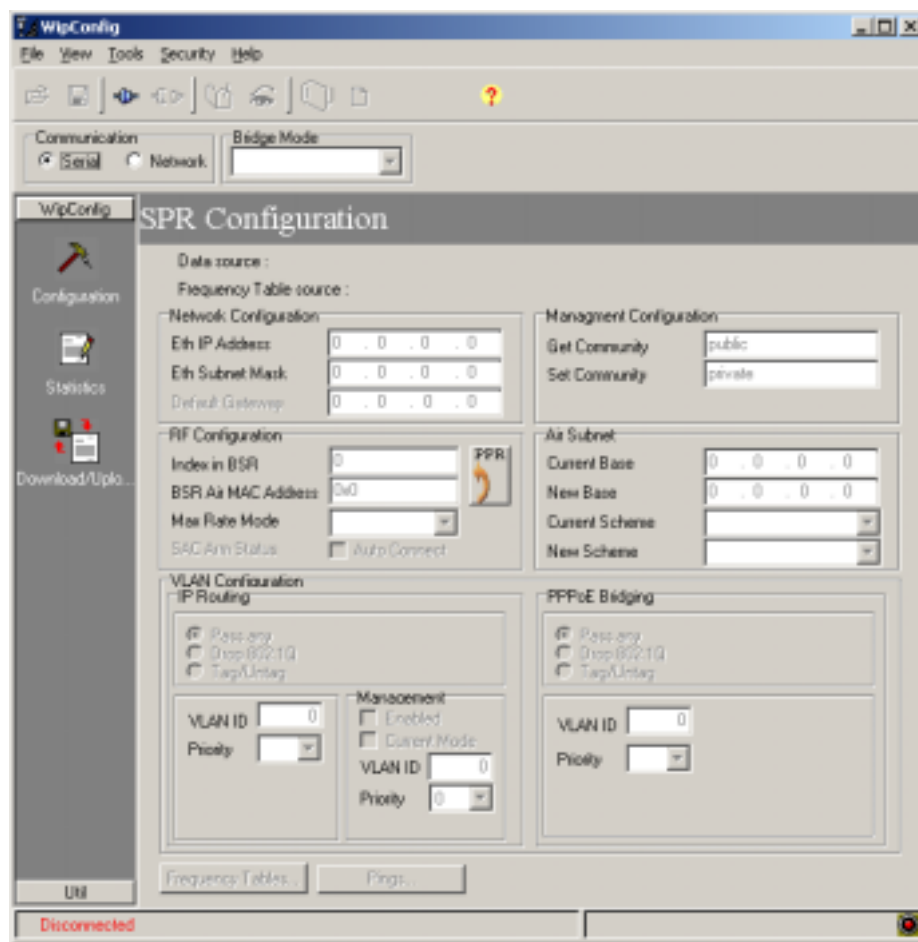 WipConfig
File View Tools Security Help
Communication
Serial Network
Bridge Mode
WipConfig
Configuration
Statistics
Download/Uplo...
Util
SPR Configuration
Data source :
Frequency Table source :
Network Configuration
Eth IP Address 0 . 0 . 0 . 0
Eth Subnet Mask 0 . 0 . 0 . 0
Default Gateway 0 . 0 . 0 . 0
Managment Configuration
Get Community public
Set Community private
RF Configuration
Index in BSR 0
BSR Air MAC Address 0x0
PPR
Max Rate Mode
SAC Arm Status Auto Connect
Air Subnet
Current Base 0 . 0 . 0 . 0
New Base 0 . 0 . 0 . 0
Current Scheme
New Scheme
VLAN Configuration
IP Routing
Pass any
Drop 802.1Q
Tag/Untag
VLAN ID 0
Priority
Management
Enabled
Current Mode
VLAN ID 0
Priority 0
PPPoE Bridging
Pass any
Drop 802.1Q
Tag/Untag
VLAN ID 0
Priority
Frequency Tables... Pings...
Disconnected